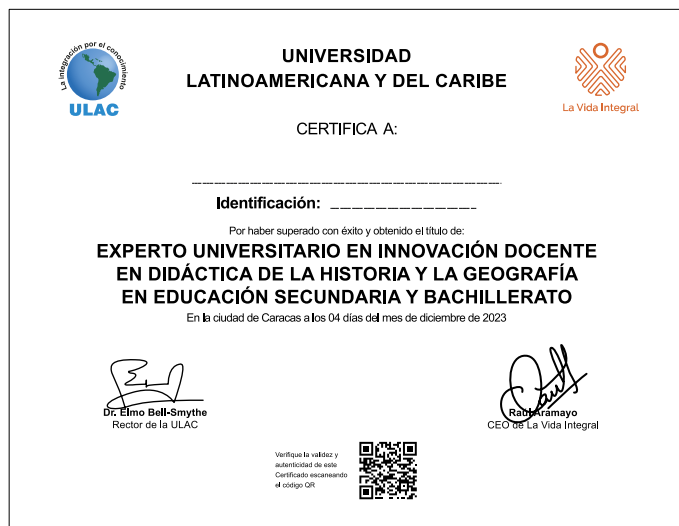 La integración por el conocimiento
ULAC
UNIVERSIDAD
LATINOAMERICANA Y DEL CARIBE
La Vida Integral
CERTIFICA A:
Identificación:
Por haber superado con éxito y obtenido el título de:
EXPERTO UNIVERSITARIO EN INNOVACIÓN DOCENTE
EN DIDÁCTICA DE LA HISTORIA Y LA GEOGRAFÍA
EN EDUCACIÓN SECUNDARIA Y BACHILLERATO
En la ciudad de Caracas a los 04 días del mes de diciembre de 2023
Dr. Elmo Bell-Smythe
Rector de la ULAC
Raúl Aramayo
CEO de La Vida Integral
Verifique la validez y
autenticidad de este
Certificado escaneando
el código QR